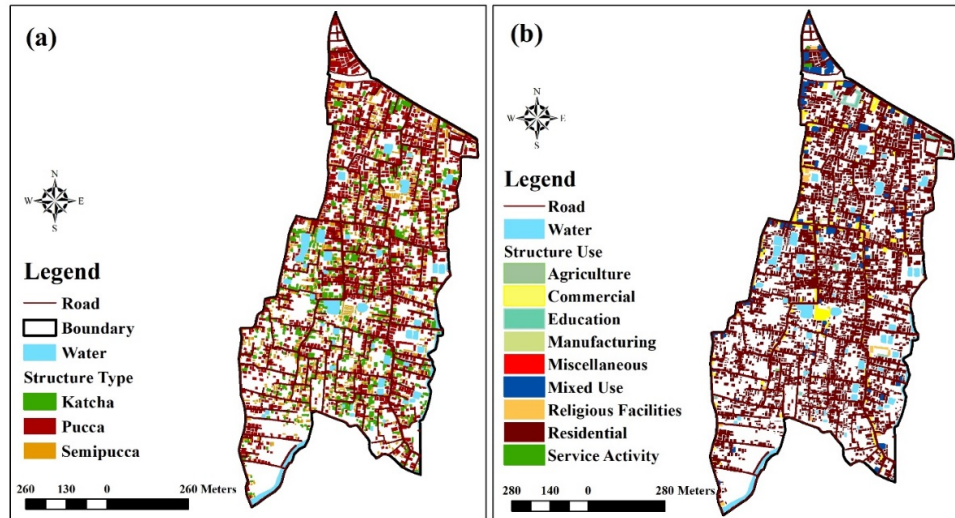 (a)
N
W E
S
Legend
Road
Boundary
Water
Structure Type
Katcha
Pucca
Semipucca
260 130 0 260 Meters
(b)
N
W E
S
Legend
Road
Water
Structure Use
Agriculture
Commercial
Education
Manufacturing
Miscellaneous
Mixed Use
Religious Facilities
Residential
Service Activity
280 140 0 280 Meters